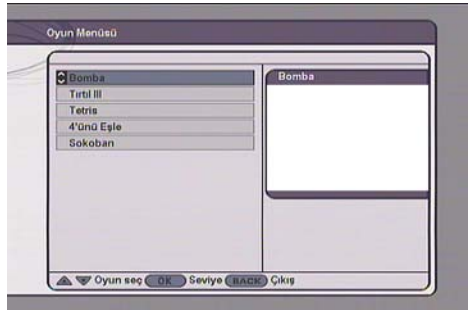 Oyun Menüsü
Bomba
Bomba
Tırtıl III
Tetris
4'ünü Eşle
Sokoban
Oyun seç OK Seviye BACK Çıkış